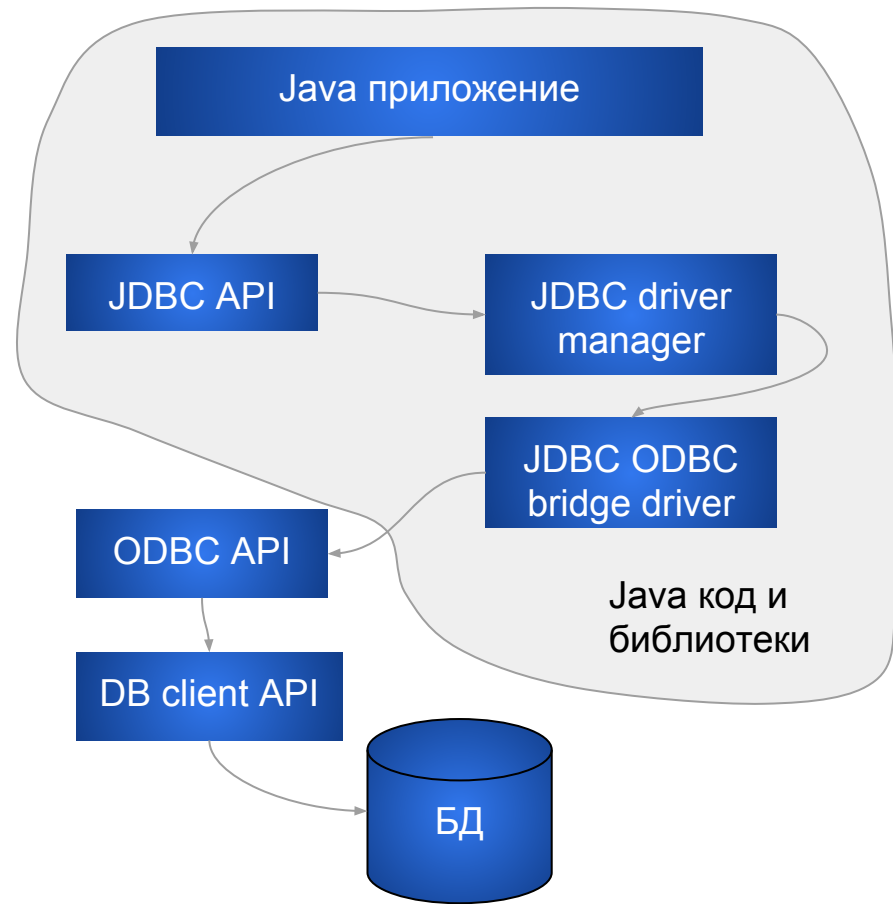 Java приложение
JDBC API
JDBC driver
manager
JDBC ODBC
bridge driver
ODBC API
Java код и
библиотеки
DB client API
БД